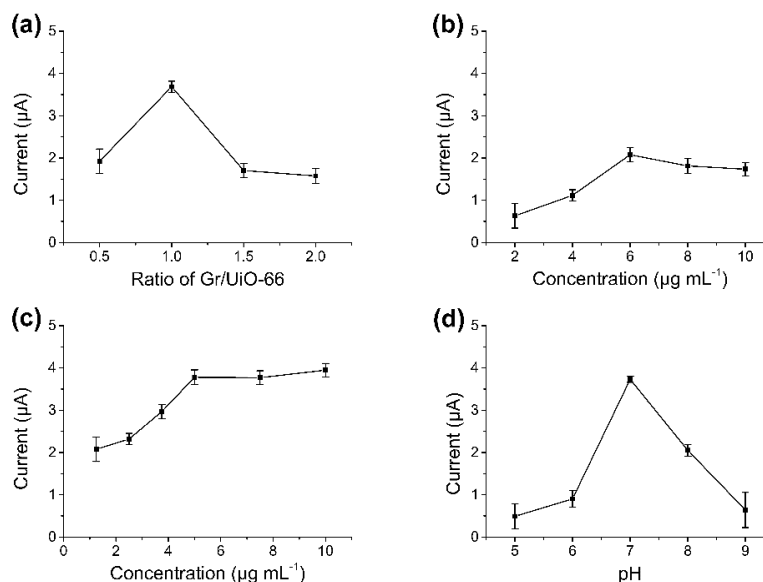 (a)
Current (µA)
5
4
3
2
1
0
0.5 1.0 1.5 2.0
Ratio of Gr/UiO-66
(b)
Current (µA)
5
4
3
2
1
0
2 4 6 8 10
Concentration (µg mL⁻¹)
(c)
Current (µA)
5
4
3
2
1
0
0 2 4 6 8 10
Concentration (µg mL⁻¹)
(d)
Current (µA)
5
4
3
2
1
0
5 6 7 8 9
pH